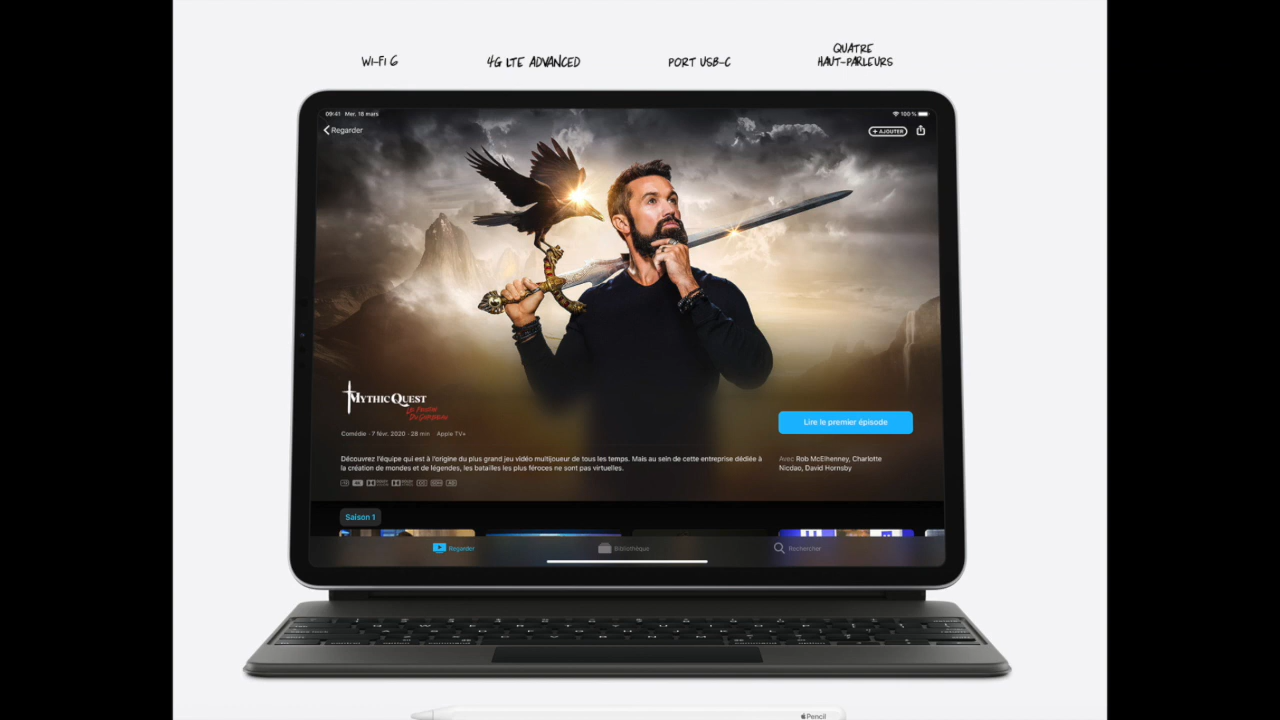 WI-FI 6
4G LTE ADVANCED
PORT USB-C
QUATRE
HAUT-PARLEURS
09:41 Mer. 18 mars
100 %
Regarder
+ AJOUTER
MYTHIC QUEST
Comédie · 7 févr. 2020 · 28 min Apple TV+
Lire le premier épisode
Découvrez l'équipe qui est à l'origine du plus grand jeu vidéo multijoueur de tous les temps. Mais au sein de cette entreprise dédiée à
la création de mondes et de légendes, les batailles les plus féroces ne sont pas virtuelles.
Avec Rob McElhenney, Charlotte
Nicdao, David Hornsby
Saison 1
Regarder
Bibliothèque
Rechercher
Pencil